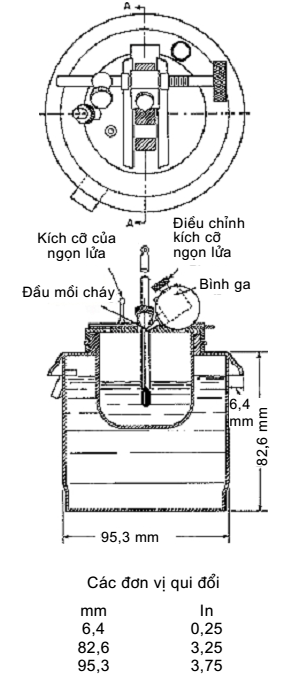 A
A
Kích cỡ của
ngọn lửa
Điều chỉnh
kích cỡ
ngọn lửa
Đầu mồi cháy
Bình ga
6,4
mm
82,6 mm
95,3 mm
Các đơn vị qui đổi
mm In
6,4 0,25
82,6 3,25
95,3 3,75